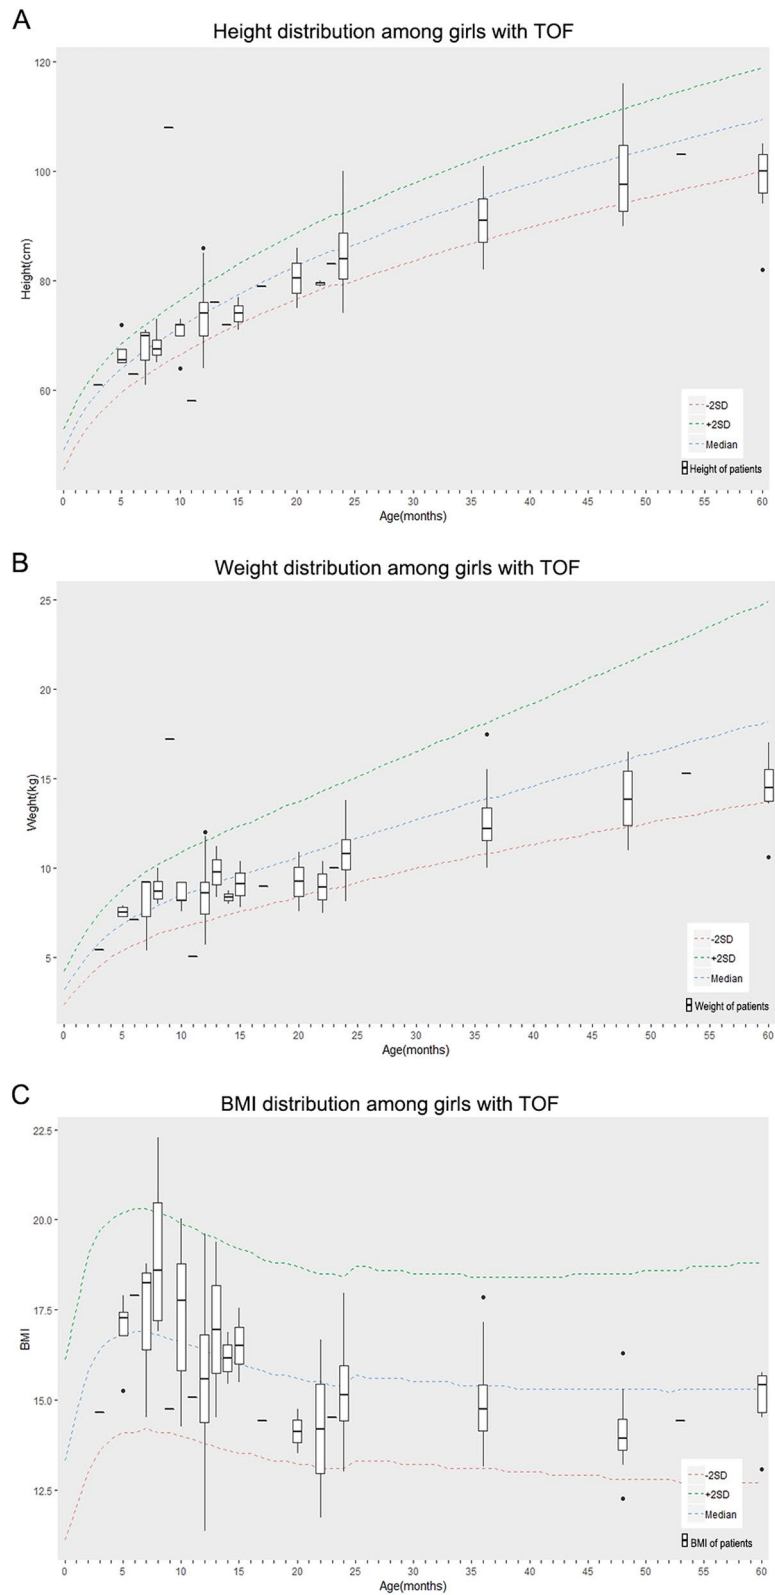 A
Height distribution among girls with TOF
120
100
80
60
Height(cm)
-2SD
+2SD
Median
Height of patients
0 5 10 15 20 25 30 35 40 45 50 55 60
Age(months)
B
Weight distribution among girls with TOF
25
20
15
10
5
Weght(kg)
-2SD
+2SD
Median
Weight of patients
0 5 10 15 20 25 30 35 40 45 50 55 60
Age(months)
C
BMI distribution among girls with TOF
22.5
20.0
17.5
15.0
12.5
BMI
-2SD
+2SD
Median
BMI of patients
0 5 10 15 20 25 30 35 40 45 50 55 60
Age(months)